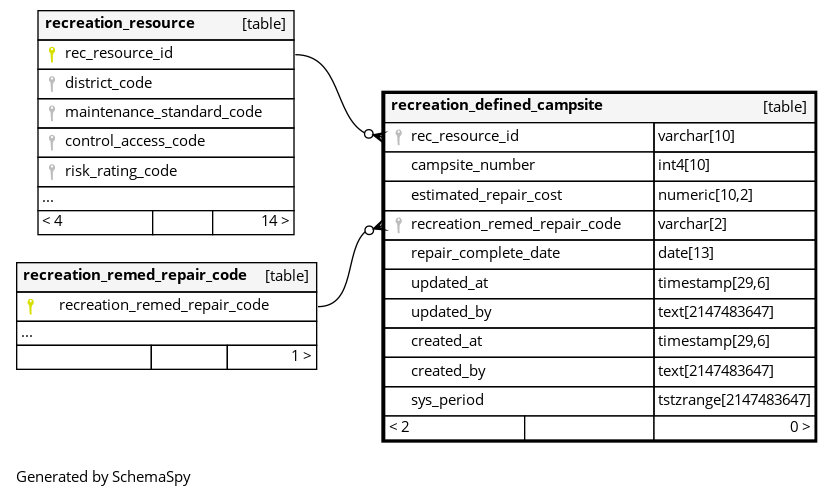 recreation_resource [table]
rec_resource_id
district_code
maintenance_standard_code
control_access_code
risk_rating_code
...
< 4 14 >
recreation_remed_repair_code [table]
recreation_remed_repair_code
...
1 >
recreation_defined_campsite [table]
rec_resource_id varchar[10]
campsite_number int4[10]
estimated_repair_cost numeric[10,2]
recreation_remed_repair_code varchar[2]
repair_complete_date date[13]
updated_at timestamp[29,6]
updated_by text[2147483647]
created_at timestamp[29,6]
created_by text[2147483647]
sys_period tstzrange[2147483647]
< 2 0 >
Generated by SchemaSpy